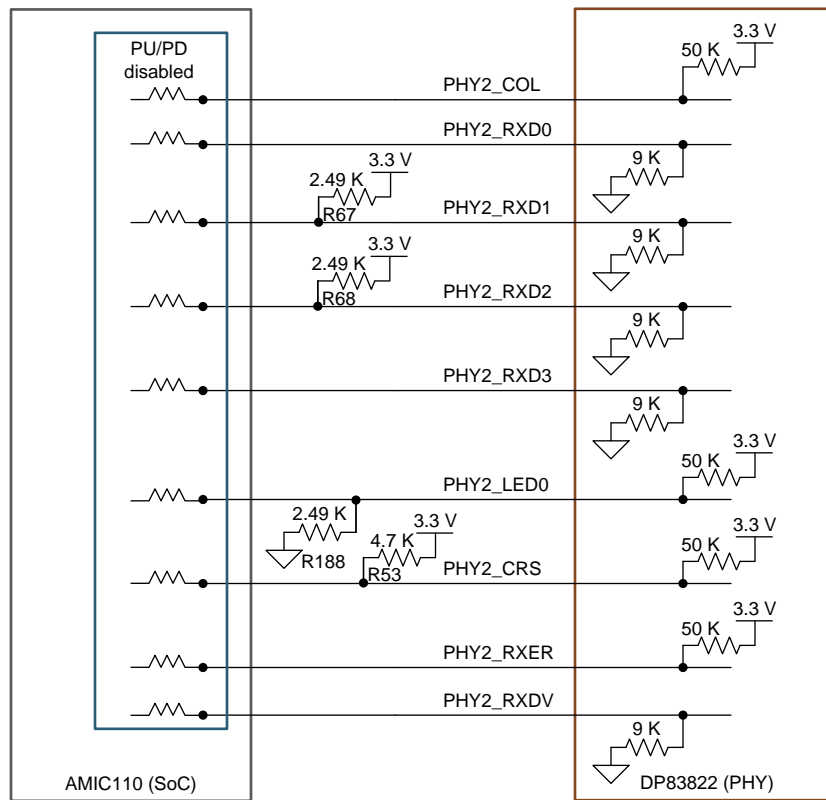 PU/PD
disabled
3.3 V
50 K
PHY2_COL
PHY2_RXD0
9 K
3.3 V
2.49 K
R67
PHY2_RXD1
9 K
3.3 V
2.49 K
R68
PHY2_RXD2
9 K
PHY2_RXD3
9 K
3.3 V
50 K
PHY2_LED0
2.49 K
R188
3.3 V
4.7 K
R53
PHY2_CRS
3.3 V
50 K
3.3 V
50 K
PHY2_RXER
PHY2_RXDV
9 K
AMIC110 (SoC)
DP83822 (PHY)